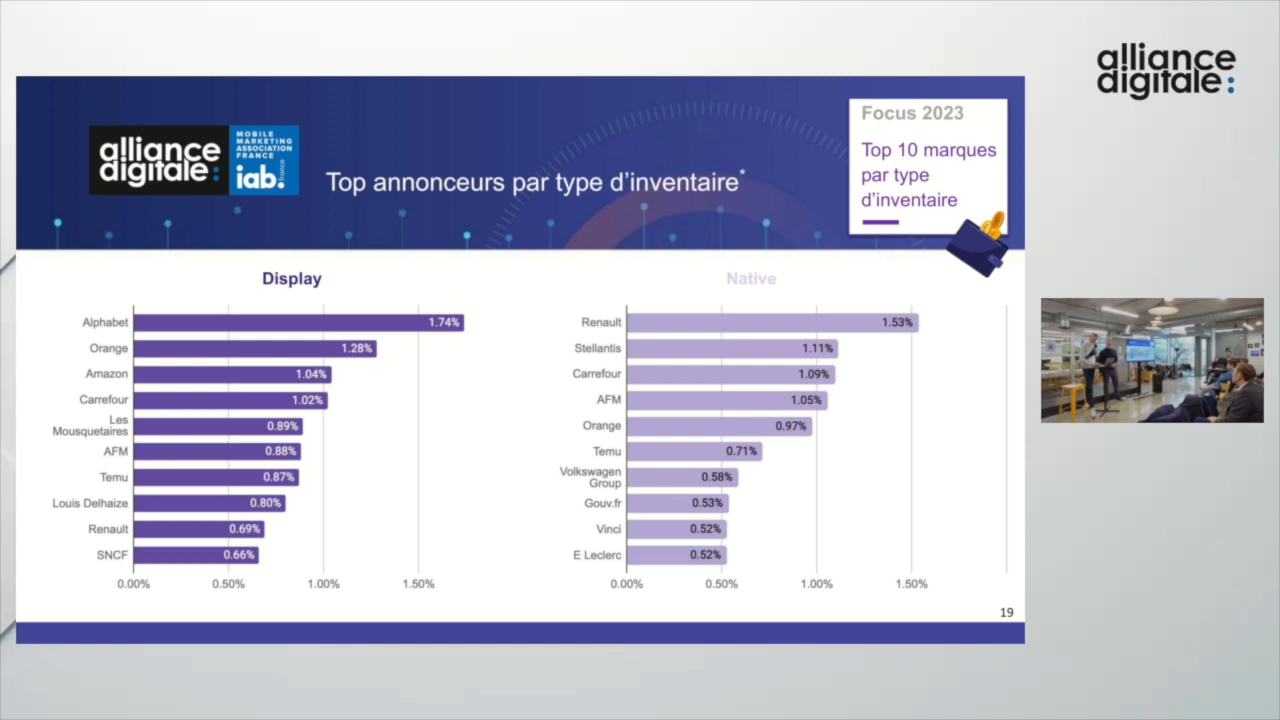 alliance
digitale:
alliance
digitale:
MOBILE
MARKETING
ASSOCIATION
FRANCE
iab.
france
Top annonceurs par type d’inventaire*
Focus 2023
Top 10 marques
par type
d’inventaire
Display
Alphabet 1.74%
Orange 1.28%
Amazon 1.04%
Carrefour 1.02%
Les
Mousquetaires 0.89%
AFM 0.88%
Temu 0.87%
Louis Delhaize 0.80%
Renault 0.69%
SNCF 0.66%
0.00% 0.50% 1.00% 1.50%
Native
Renault 1.53%
Stellantis 1.11%
Carrefour 1.09%
AFM 1.05%
Orange 0.97%
Temu 0.71%
Volkswagen
Group 0.58%
Gouv.fr 0.53%
Vinci 0.52%
E Leclerc 0.52%
0.00% 0.50% 1.00% 1.50%
19